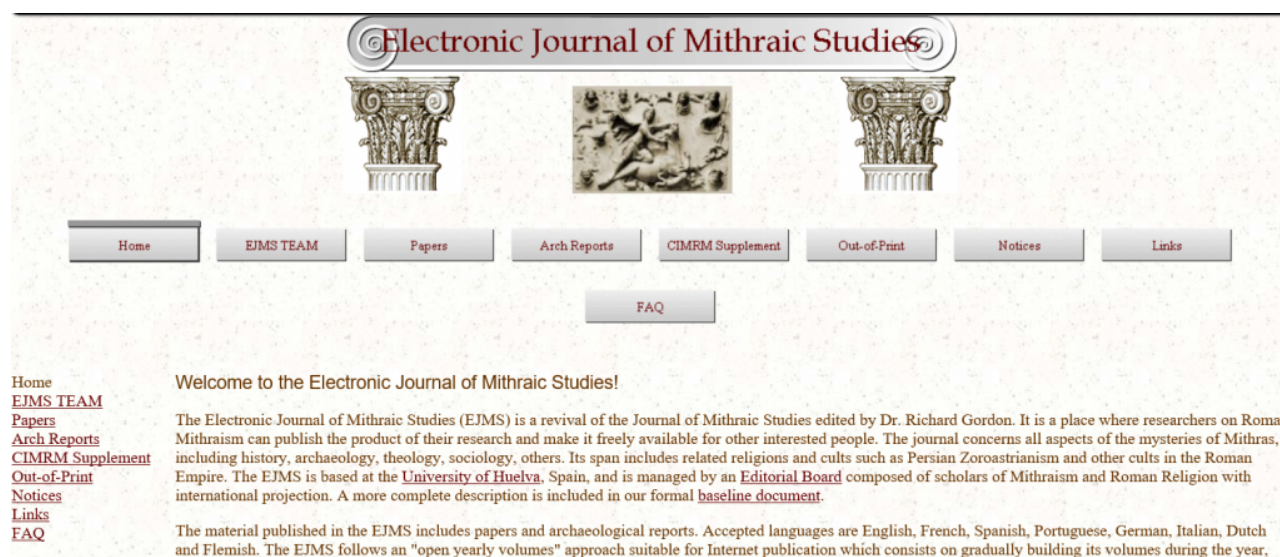 Electronic Journal of Mithraic Studies
Home
EJMS TEAM
Papers
Arch Reports
CIMRM Supplement
Out-of-Print
Notices
Links
FAQ
Home
EJMS TEAM
Papers
Arch Reports
CIMRM Supplement
Out-of-Print
Notices
Links
FAQ
Welcome to the Electronic Journal of Mithraic Studies!
The Electronic Journal of Mithraic Studies (EJMS) is a revival of the Journal of Mithraic Studies edited by Dr. Richard Gordon. It is a place where researchers on Roma
Mithraism can publish the product of their research and make it freely available for other interested people. The journal concerns all aspects of the mysteries of Mithras,
including history, archaeology, theology, sociology, others. Its span includes related religions and cults such as Persian Zoroastrianism and other cults in the Roman
Empire. The EJMS is based at the University of Huelva, Spain, and is managed by an Editorial Board composed of scholars of Mithraism and Roman Religion with
international projection. A more complete description is included in our formal baseline document.
The material published in the EJMS includes papers and archaeological reports. Accepted languages are English, French, Spanish, Portuguese, German, Italian, Dutch
and Flemish. The EJMS follows an "open yearly volumes" approach suitable for Internet publication which consists on gradually building its volumes during the year,